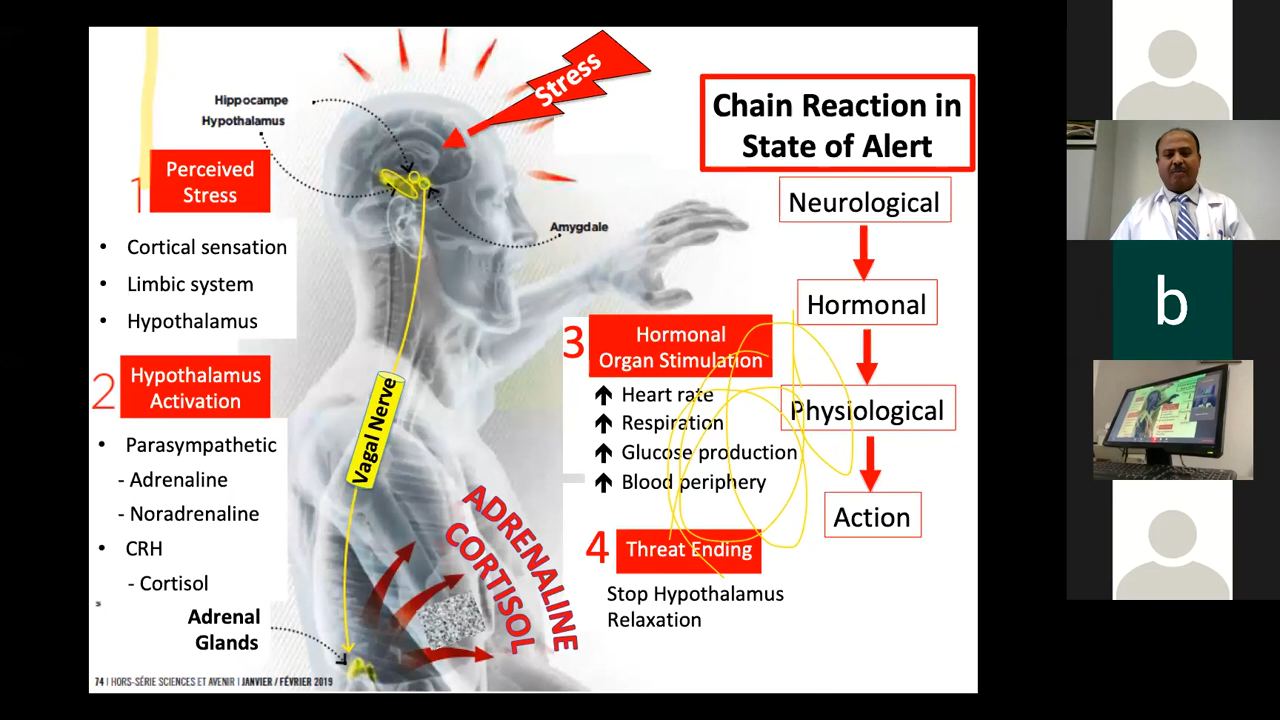 Stress
Hippocampe
Hypothalamus
Chain Reaction in
State of Alert
1
Perceived
Stress
• Cortical sensation
• Limbic system
• Hypothalamus
Amygdale
Neurological
Hormonal
Physiological
Action
2
Hypothalamus
Activation
• Parasympathetic
- Adrenaline
- Noradrenaline
• CRH
- Cortisol
Vagal Nerve
Adrenal
Glands
ADRENALINE
CORTISOL
3
Hormonal
Organ Stimulation
Heart rate
Respiration
Glucose production
Blood periphery
4
Threat Ending
Stop Hypothalamus
Relaxation
74 I HORS-SÉRIE SCIENCES ET AVENIR I JANVIER / FÉVRIER 2019
b